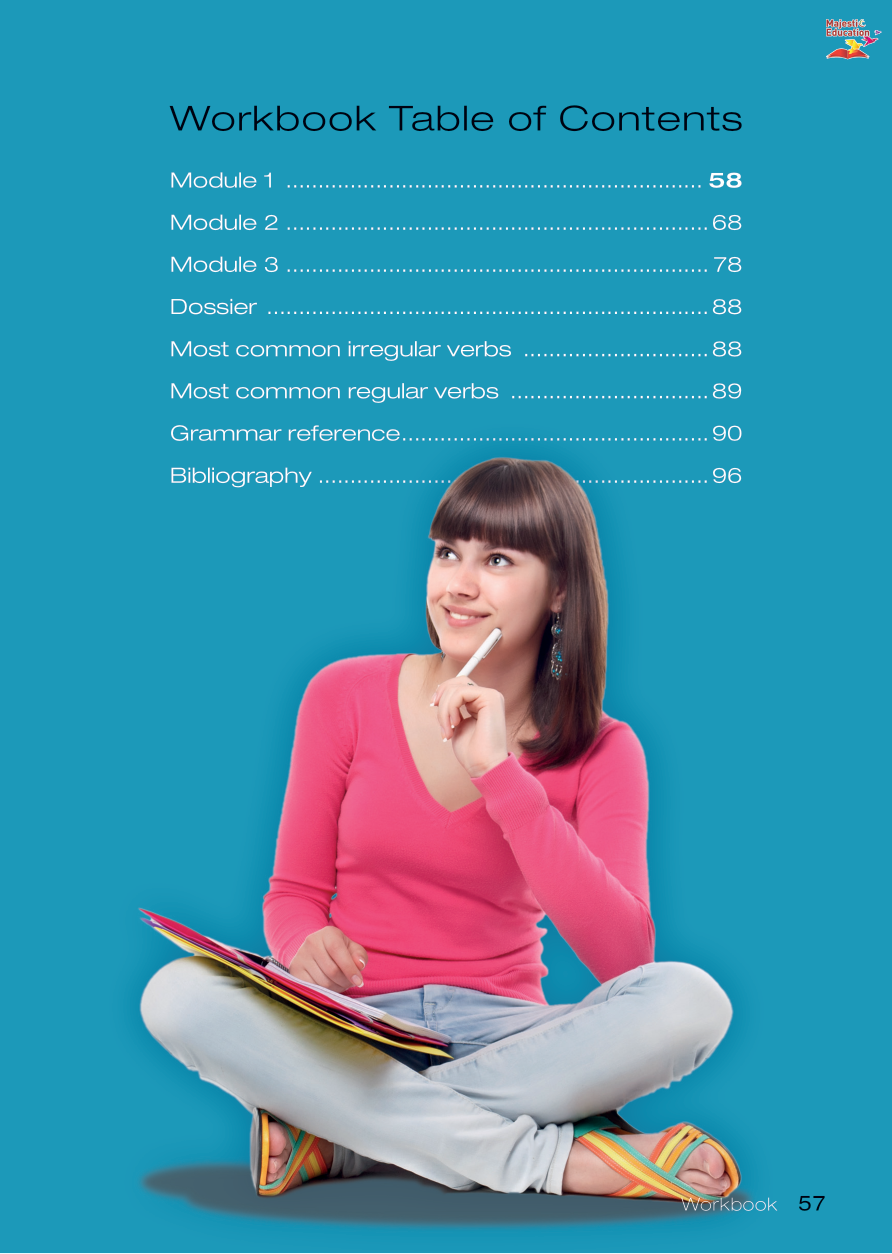 Majestic
Education
Workbook Table of Contents
Module 1 ................................................................. 58
Module 2 .................................................................. 68
Module 3 .................................................................. 78
Dossier ..................................................................... 88
Most common irregular verbs ............................. 88
Most common regular verbs ............................... 89
Grammar reference................................................ 90
Bibliography ..................... ..................... 96
Workbook 57